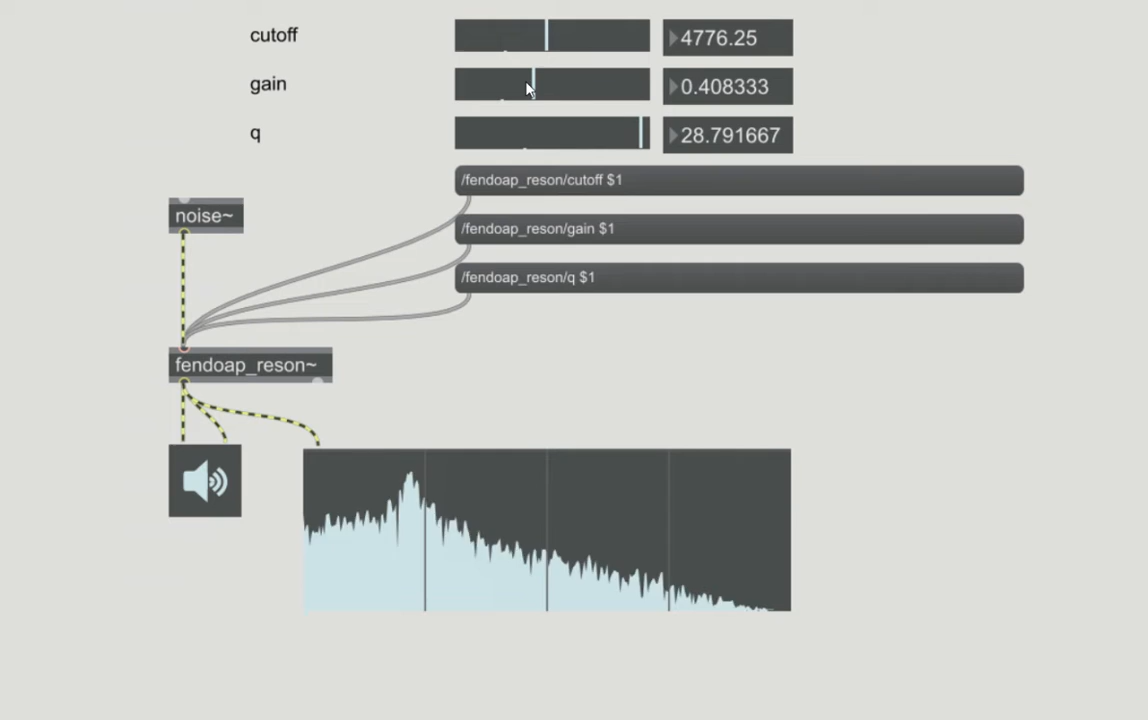 cutoff 4776.25
gain 0.408333
q 28.791667
/fendoap_reson/cutoff $1
noise~
/fendoap_reson/gain $1
/fendoap_reson/q $1
fendoap_reson~